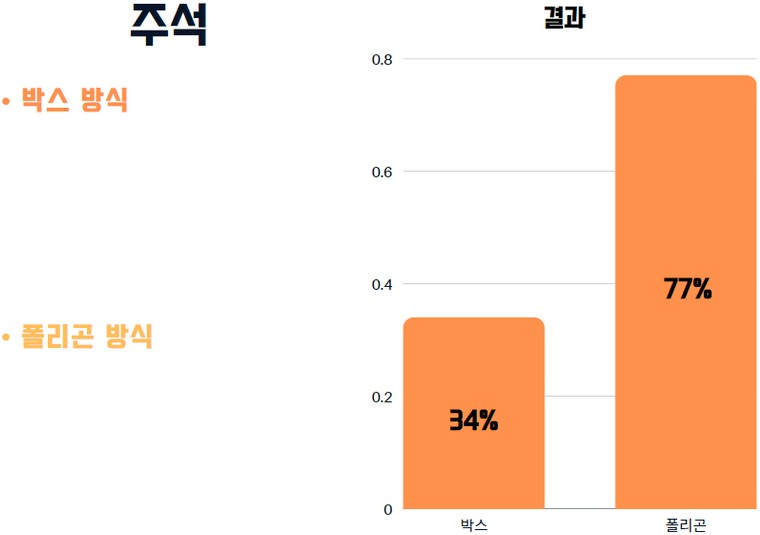 주석
• 박스 방식
• 폴리곤 방식
결과
0.8
0.6
0.4
0.2
0
34%
77%
박스
폴리곤